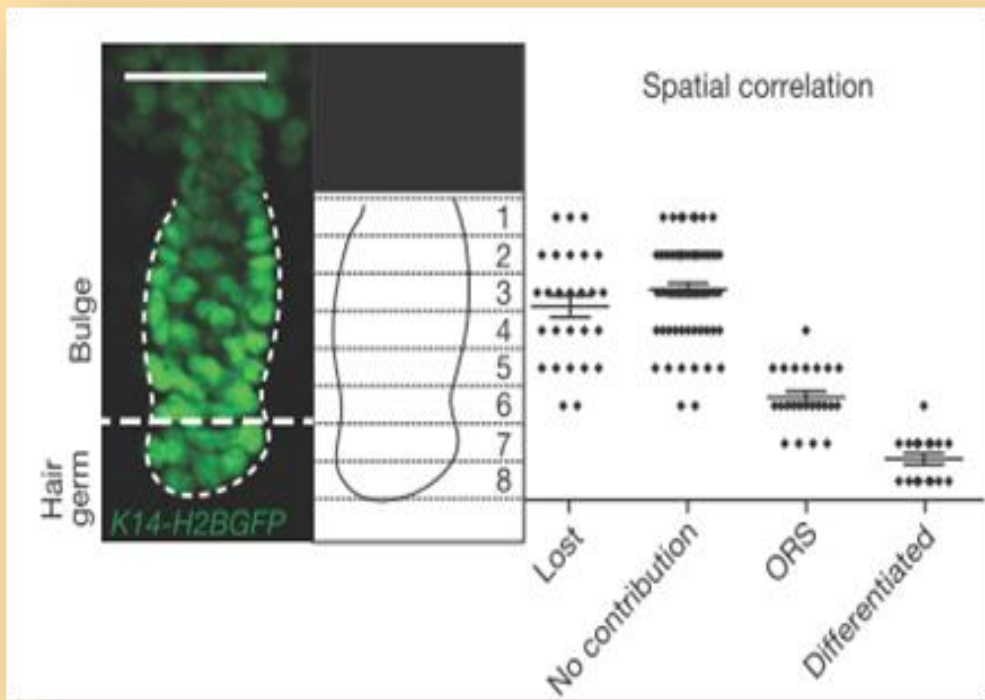 Spatial correlation
Bulge
Hair
germ
K14-H2BGFP
1
2
3
4
5
6
7
8
Lost
No contribution
ORS
Differentiated